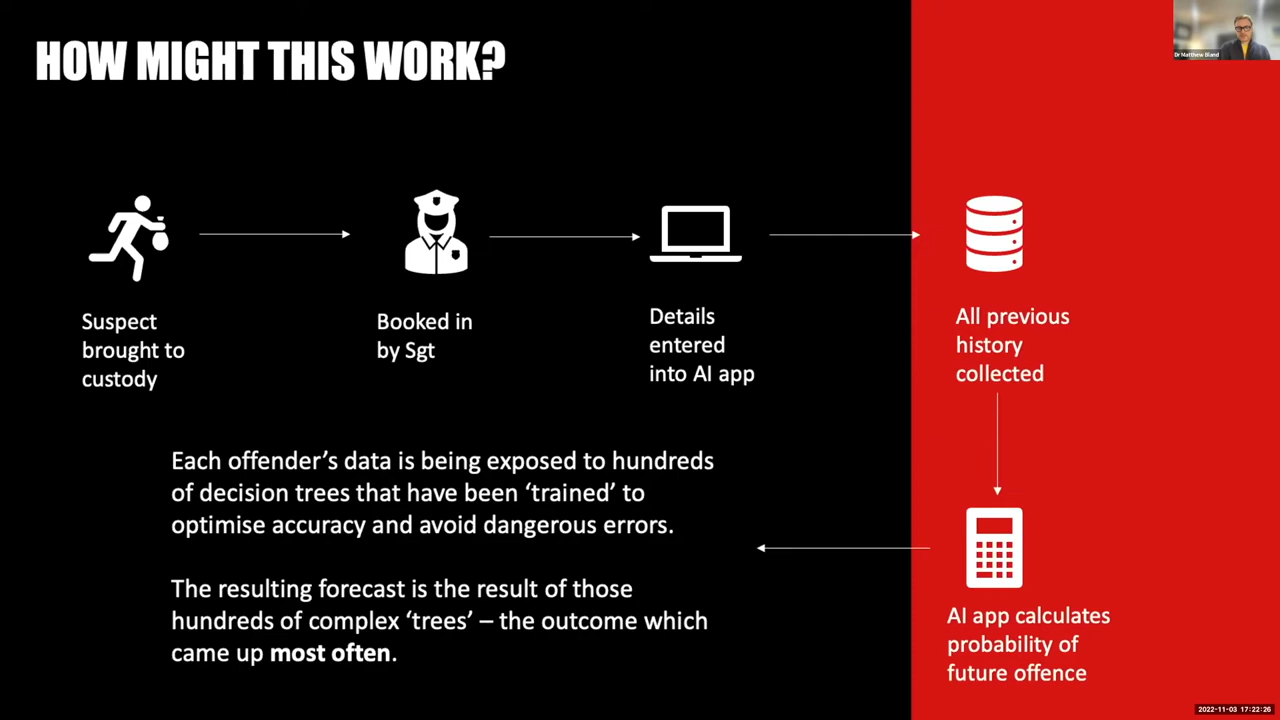 HOW MIGHT THIS WORK?
Dr Matthew Bland
Suspect
brought to
custody
Booked in
by Sgt
Details
entered
into AI app
All previous
history
collected
Each offender’s data is being exposed to hundreds
of decision trees that have been ‘trained’ to
optimise accuracy and avoid dangerous errors.
The resulting forecast is the result of those
hundreds of complex ‘trees’ – the outcome which
came up most often.
AI app calculates
probability of
future offence
2022-11-03 17:22:26